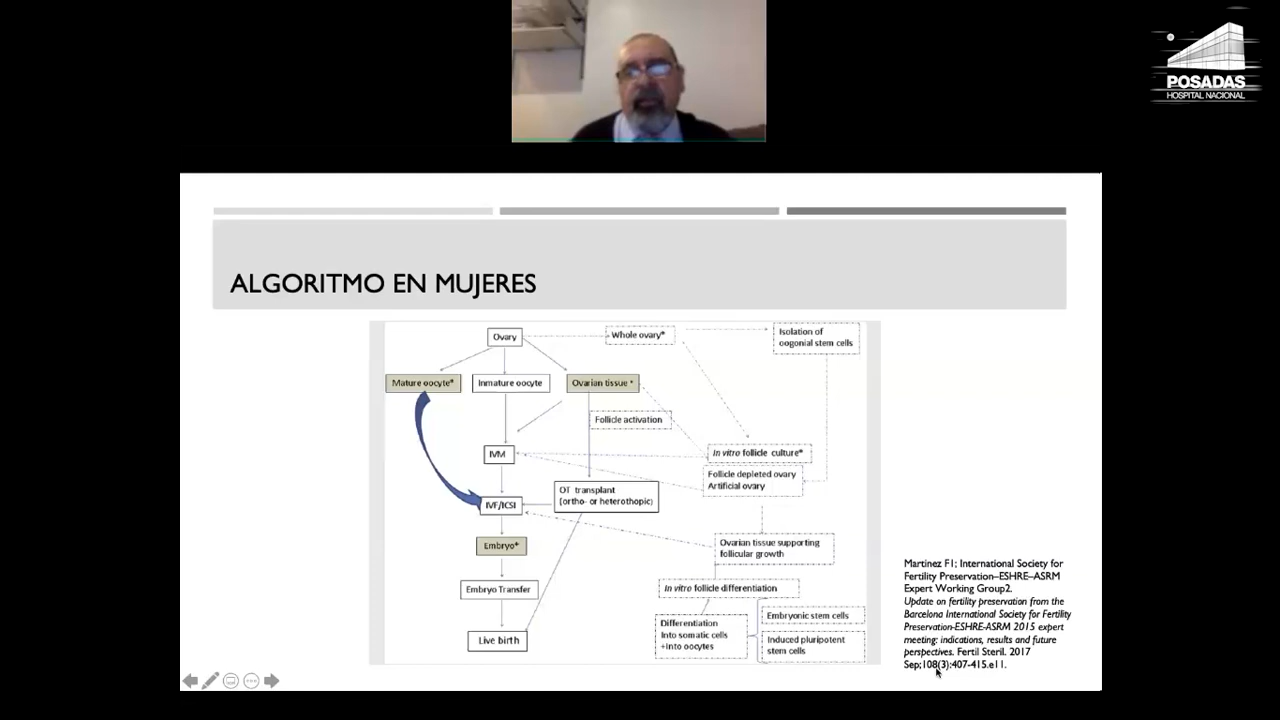 POSADAS
HOSPITAL NACIONAL
ALGORITMO EN MUJERES
Ovary
Whole ovary*
Isolation of
oogonial stem cells
Mature oocyte*
Inmature oocyte
Ovarian tissue *
Follicle activation
IVM
In vitro follicle culture*
Follicle depleted ovary
Artificial ovary
OT transplant
(ortho- or heterothopic)
IVF/ICSI
Embryo*
Ovarian tissue supporting
follicular growth
Embryo Transfer
In vitro follicle differentiation
Differentiation
Into somatic cells
+Into oocytes
Embryonic stem cells
Induced pluripotent
stem cells
Live birth
Martinez F1; International Society for
Fertility Preservation–ESHRE–ASRM
Expert Working Group2.
Update on fertility preservation from the
Barcelona International Society for Fertility
Preservation-ESHRE-ASRM 2015 expert
meeting: indications, results and future
perspectives. Fertil Steril. 2017
Sep;108(3):407-415.e11.